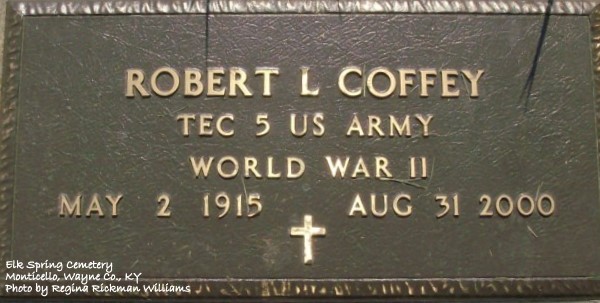 ROBERT L COFFEY
TEC 5 US ARMY
WORLD WAR II
MAY 2 1915 AUG 31 2000
Elk Spring Cemetery
Monticello, Wayne Co., KY
Photo by Regina Rickman Williams